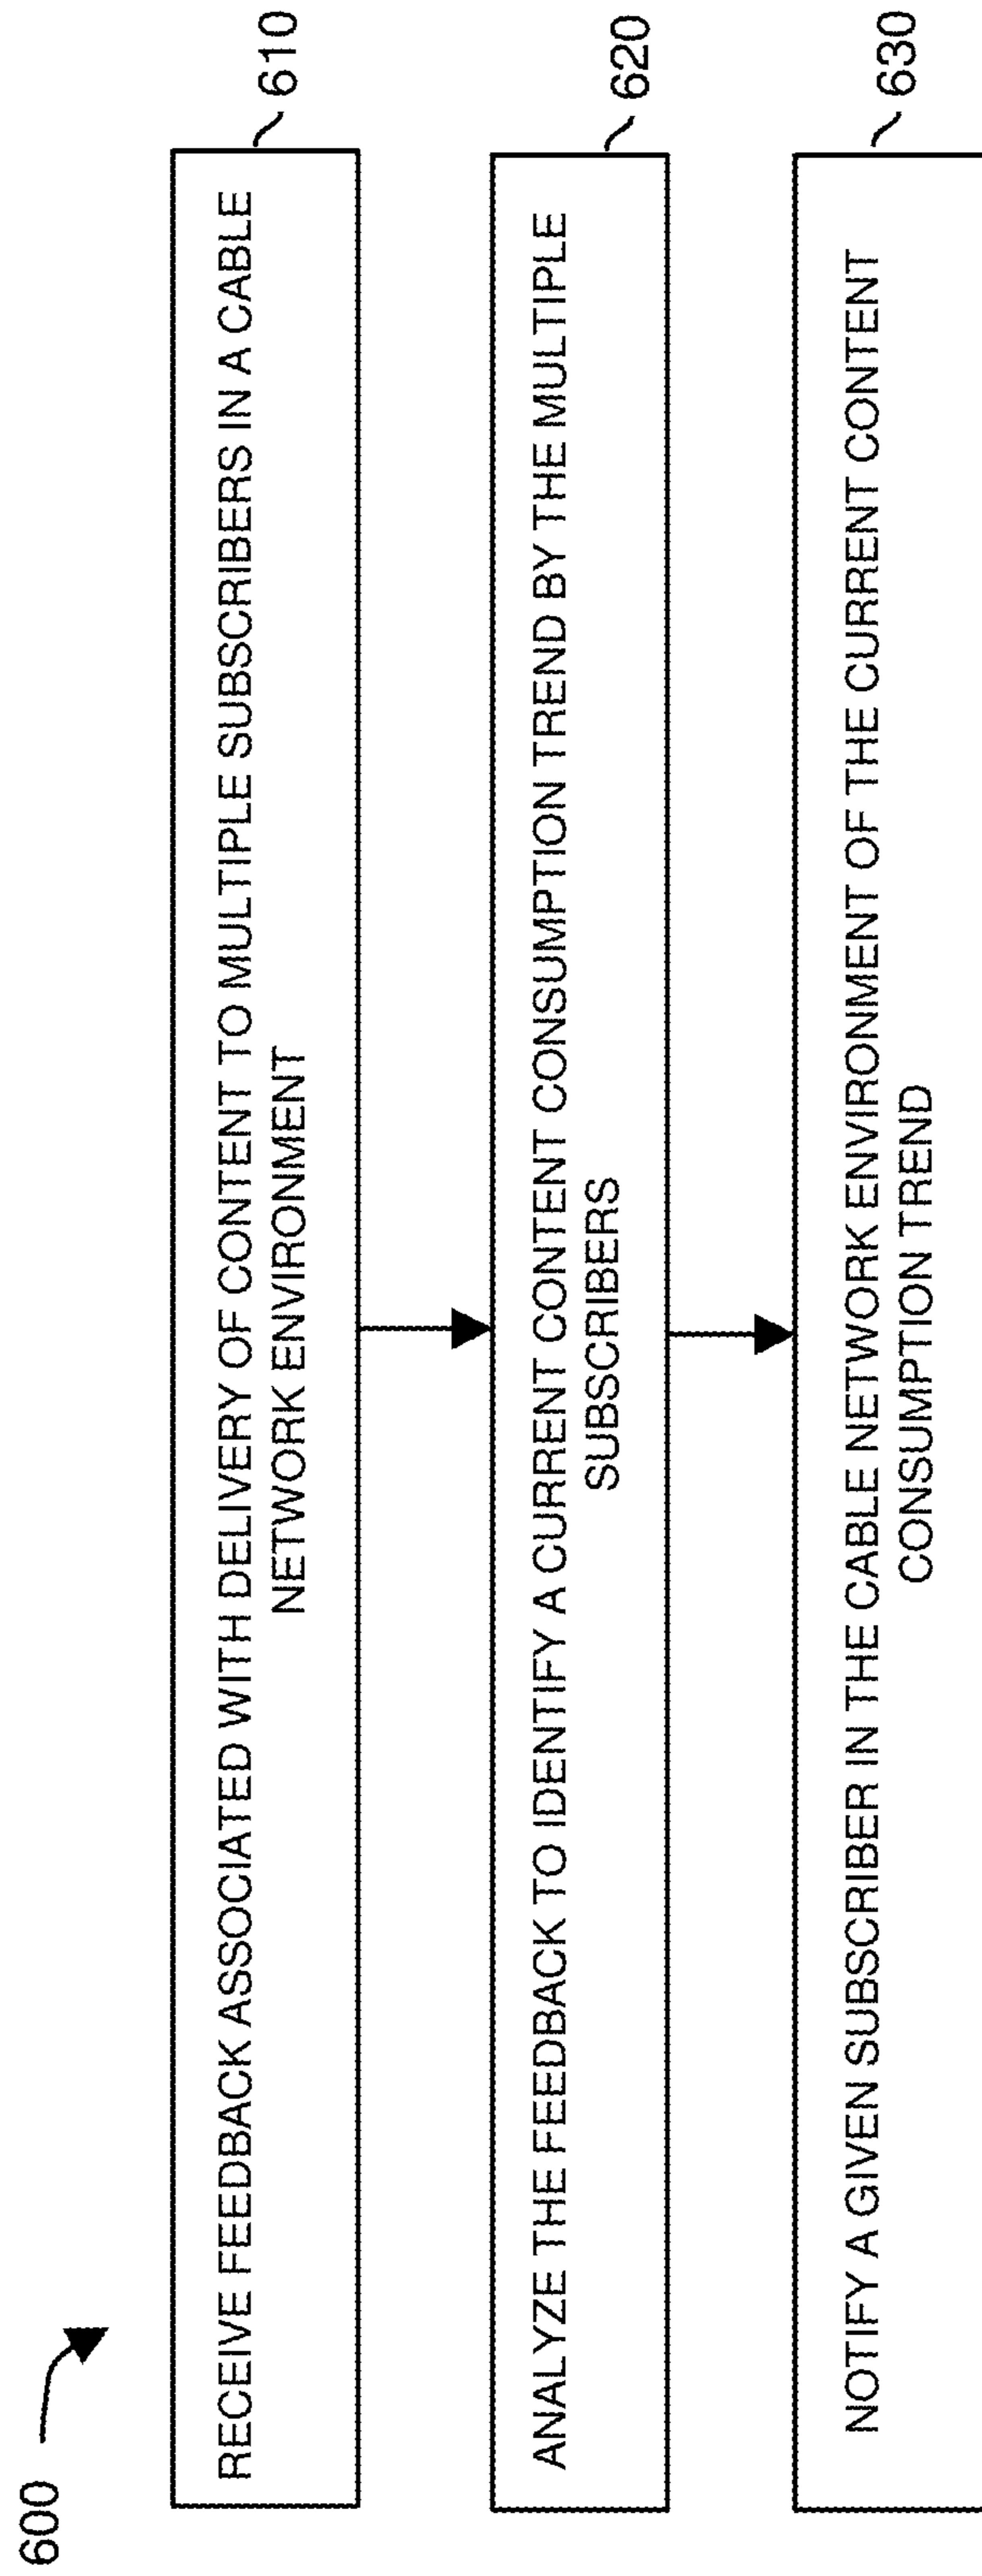 600
RECEIVE FEEDBACK ASSOCIATED WITH DELIVERY OF CONTENT TO MULTIPLE SUBSCRIBERS IN A CABLE
NETWORK ENVIRONMENT
610
ANALYZE THE FEEDBACK TO IDENTIFY A CURRENT CONTENT CONSUMPTION TREND BY THE MULTIPLE
SUBSCRIBERS
620
NOTIFY A GIVEN SUBSCRIBER IN THE CABLE NETWORK ENVIRONMENT OF THE CURRENT CONTENT
CONSUMPTION TREND
630